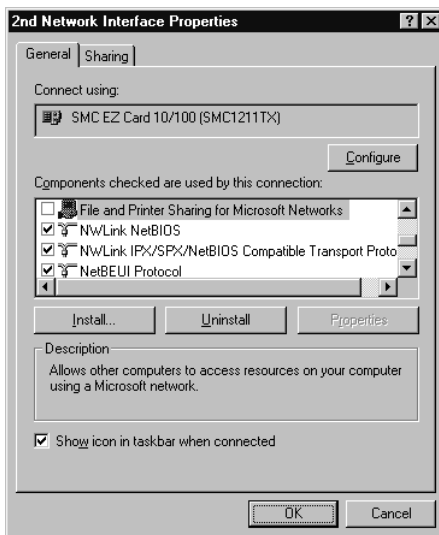 2nd Network Interface Properties
General
Sharing
Connect using:
SMC EZ Card 10/100 (SMC1211TX)
Configure
Components checked are used by this connection:
File and Printer Sharing for Microsoft Networks
NWLink NetBIOS
NWLink IPX/SPX/NetBIOS Compatible Transport Proto
NetBEUI Protocol
Install...
Uninstall
Properties
Description
Allows other computers to access resources on your computer
using a Microsoft network.
Show icon in taskbar when connected
OK
Cancel